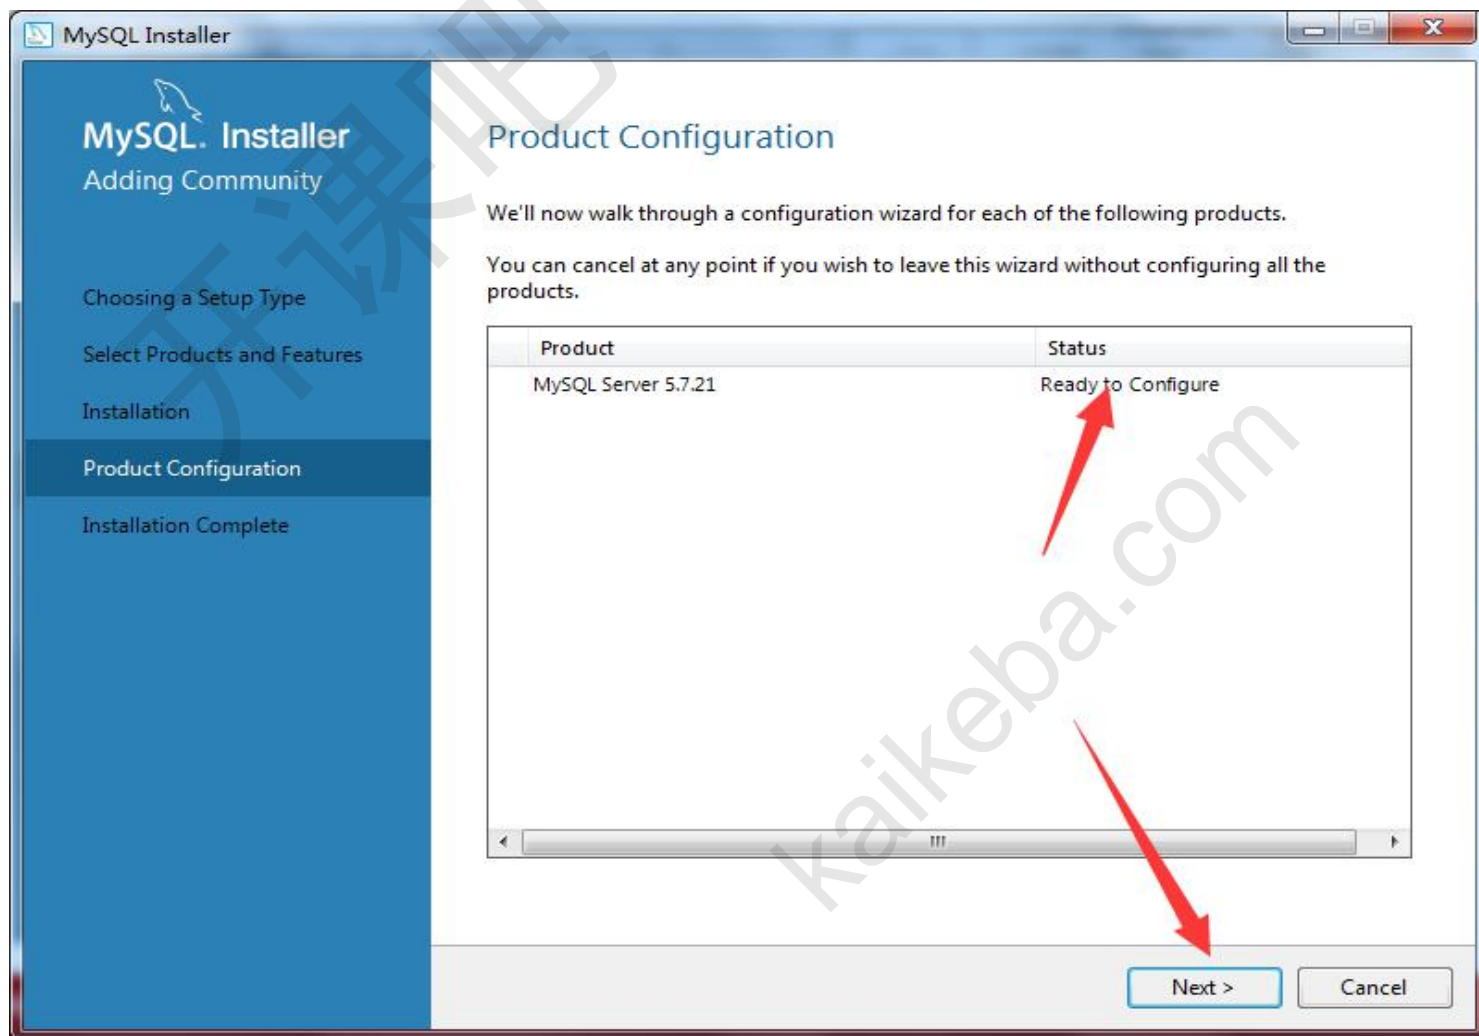 MySQL Installer
MySQL. Installer
Adding Community
Choosing a Setup Type
Select Products and Features
Installation
Product Configuration
Installation Complete
Product Configuration
We'll now walk through a configuration wizard for each of the following products.
You can cancel at any point if you wish to leave this wizard without configuring all the
products.
Product Status
MySQL Server 5.7.21 Ready to Configure
Next >
Cancel
开课吧
kaikeba.com